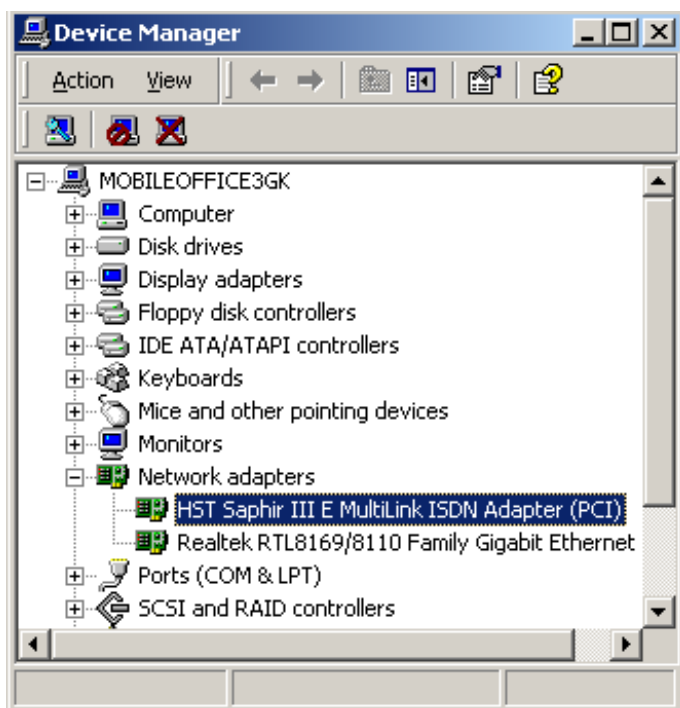 Device Manager
Action View
MOBILEOFFICE3GK
Computer
Disk drives
Display adapters
Floppy disk controllers
IDE ATA/ATAPI controllers
Keyboards
Mice and other pointing devices
Monitors
Network adapters
HST Saphir III E MultiLink ISDN Adapter (PCI)
Realtek RTL8169/8110 Family Gigabit Ethernet
Ports (COM & LPT)
SCSI and RAID controllers